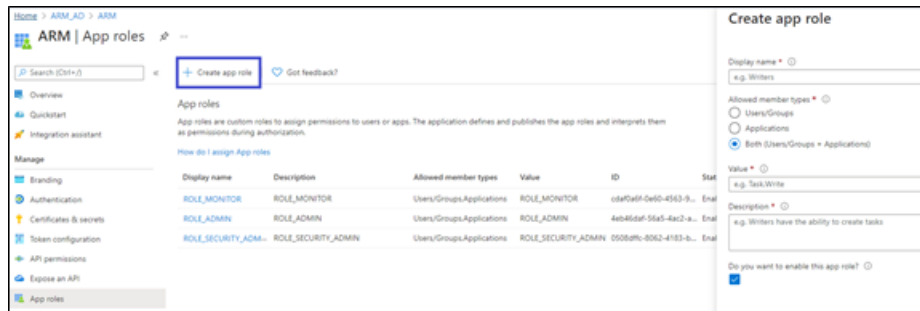 Home > ARM_AD > ARM
ARM | App roles
Search (Ctrl+/)
Overview
Quickstart
Integration assistant
Manage
Branding
Authentication
Certificates & secrets
Token configuration
API permissions
Expose an API
App roles
+ Create app role
Got feedback?
App roles
App roles are custom roles to assign permissions to users or apps. The application defines and publishes the app roles and interprets them
as permissions during authorization.
How do I assign App roles
Display name Description Allowed member types Value ID Stat
ROLE_MONITOR ROLE_MONITOR Users/Groups,Applications ROLE_MONITOR Enal
ROLE_ADMIN ROLE_ADMIN Users/Groups,Applications ROLE_ADMIN Enal
ROLE_SECURITY_ADM... ROLE_SECURITY_ADMIN Users/Groups,Applications ROLE_SECURITY_ADMIN Enal
Create app role
Display name *
e.g. Writers
Allowed member types *
Users/Groups
Applications
Both (Users/Groups + Applications)
Value *
e.g. Task.Write
Description *
e.g. Writers have the ability to create tasks
Do you want to enable this app role?